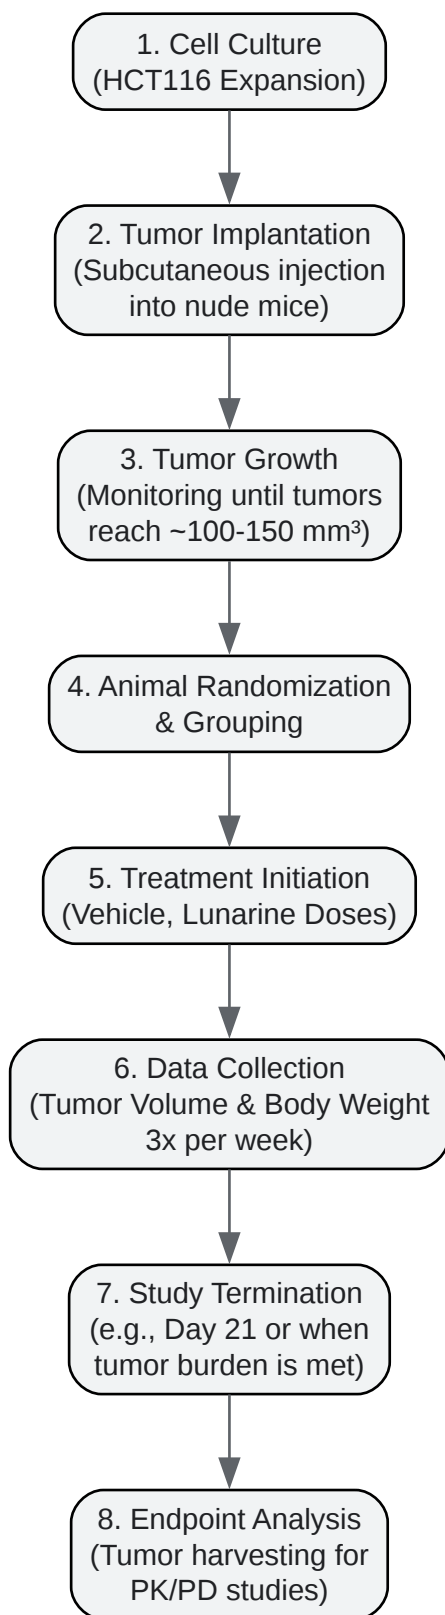 1. Cell Culture
(HCT116 Expansion)
2. Tumor Implantation
(Subcutaneous injection
into nude mice)
3. Tumor Growth
(Monitoring until tumors
reach ~100-150 mm³)
4. Animal Randomization
& Grouping
5. Treatment Initiation
(Vehicle, Lunarine Doses)
6. Data Collection
(Tumor Volume & Body Weight
3x per week)
7. Study Termination
(e.g., Day 21 or when
tumor burden is met)
8. Endpoint Analysis
(Tumor harvesting for
PK/PD studies)